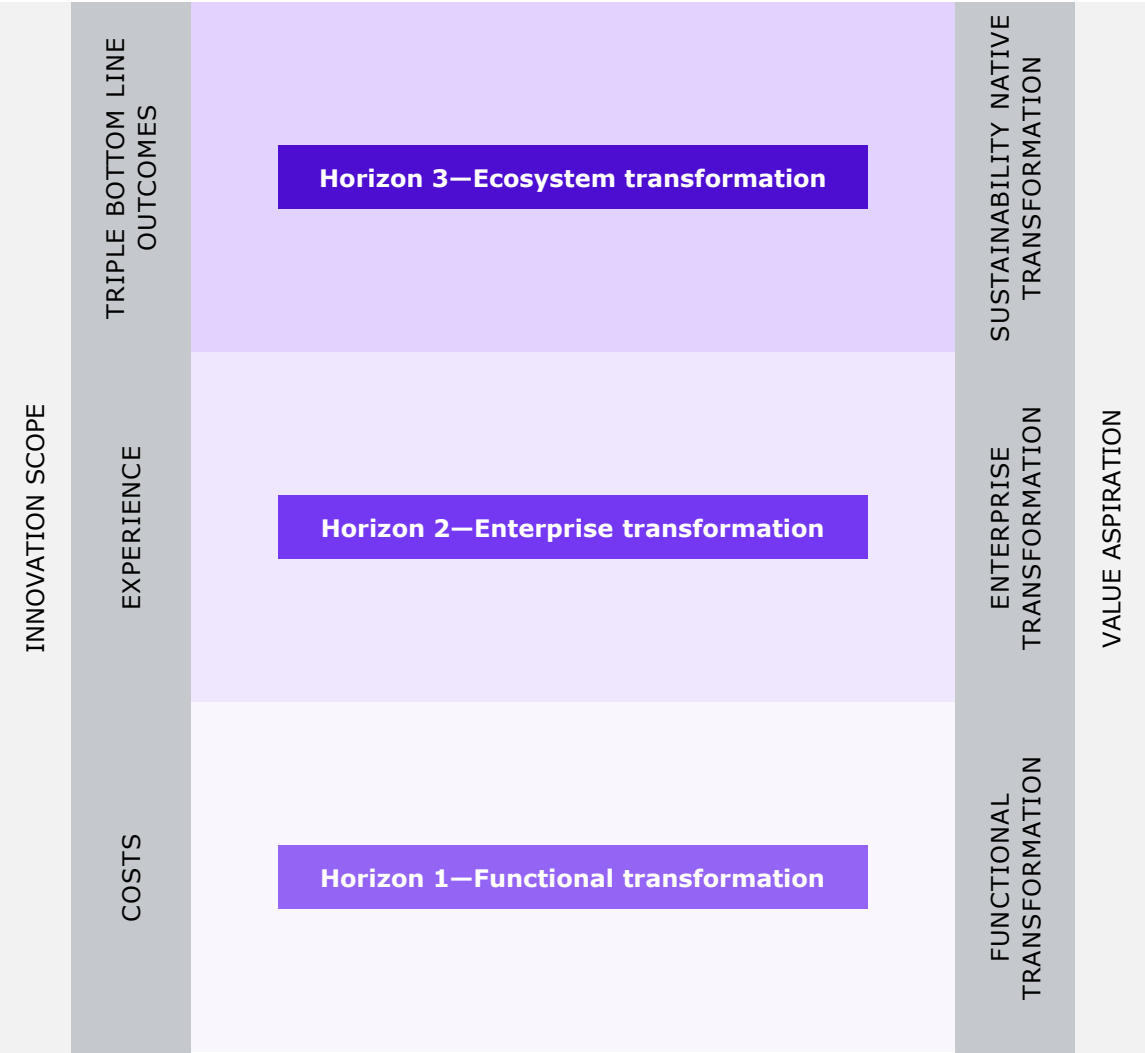 INNOVATION SCOPE
TRIPLE BOTTOM LINE
OUTCOMES
Horizon 3—Ecosystem transformation
SUSTAINABILITY NATIVE
TRANSFORMATION
EXPERIENCE
Horizon 2—Enterprise transformation
ENTERPRISE
TRANSFORMATION
COSTS
Horizon 1—Functional transformation
FUNCTIONAL
TRANSFORMATION
VALUE ASPIRATION